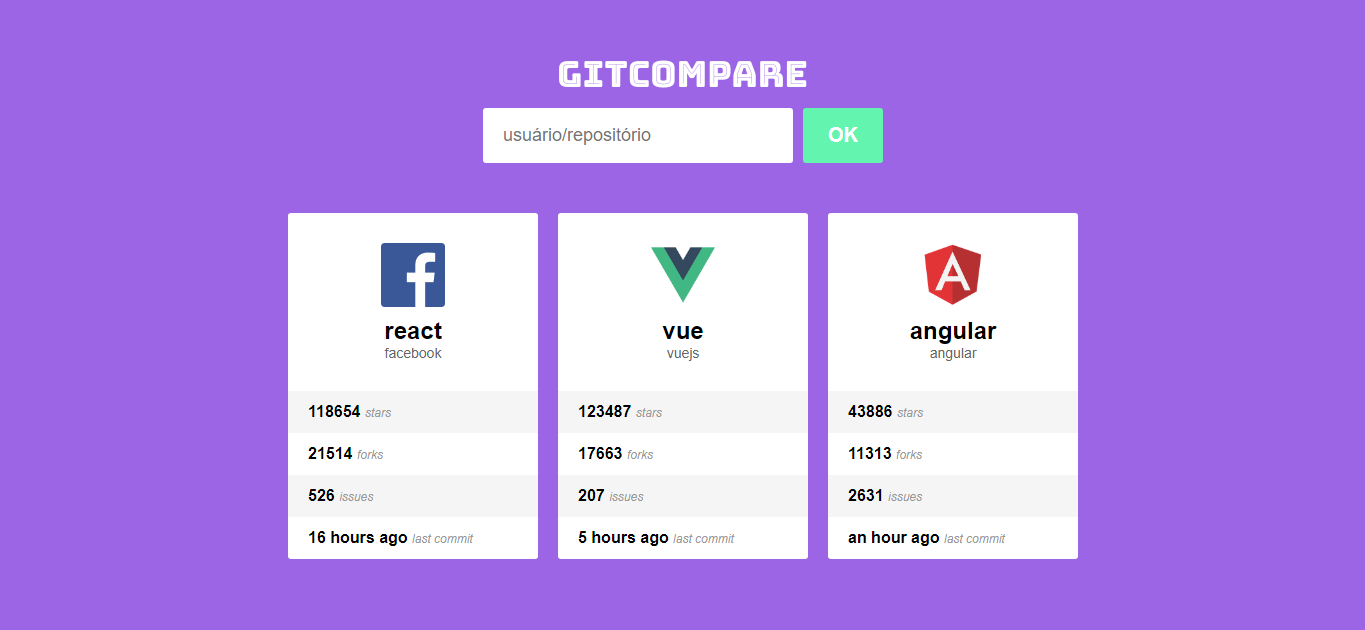 GITCOMPARE
usuário/repositório
OK
react
facebook
118654 stars
21514 forks
526 issues
16 hours ago last commit
vue
vuejs
123487 stars
17663 forks
207 issues
5 hours ago last commit
angular
angular
43886 stars
11313 forks
2631 issues
an hour ago last commit